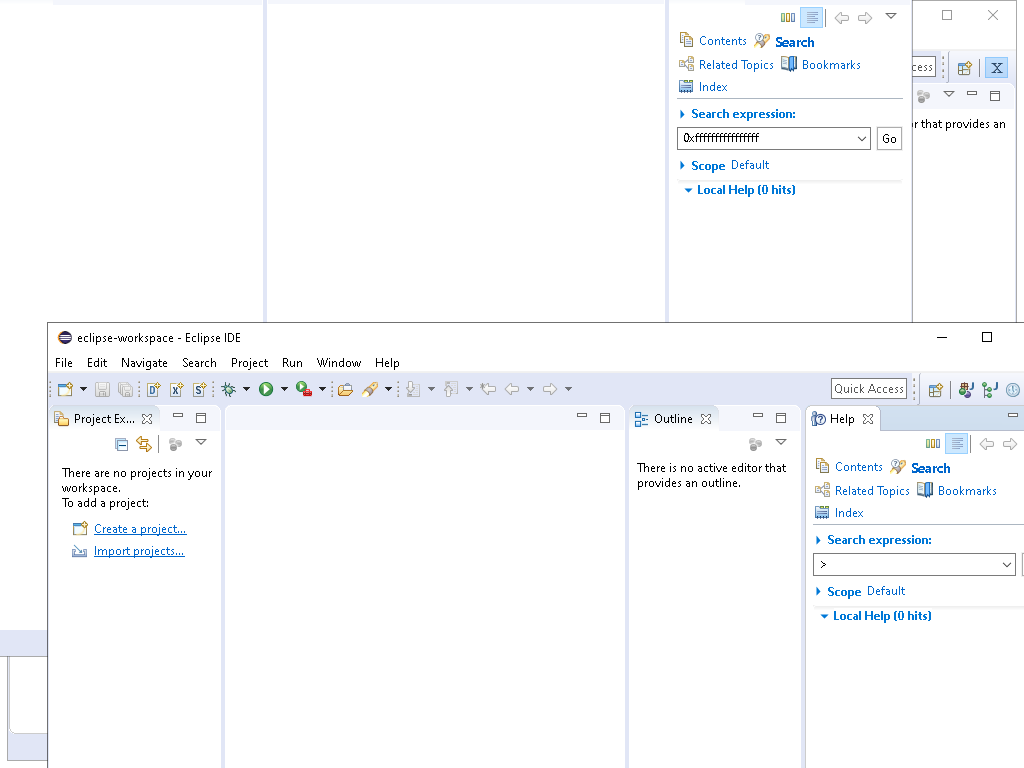 Contents Search
Related Topics Bookmarks
Index
Search expression:
0xffffffffffffffff Go
Scope Default
Local Help (0 hits)
cess
X
r that provides an
eclipse-workspace - Eclipse IDE
File Edit Navigate Search Project Run Window Help
Quick Access
Project Ex... Outline Help
There are no projects in your
workspace.
To add a project:
Create a project...
Import projects...
There is no active editor that
provides an outline.
Contents Search
Related Topics Bookmarks
Index
Search expression:
>
Scope Default
Local Help (0 hits)